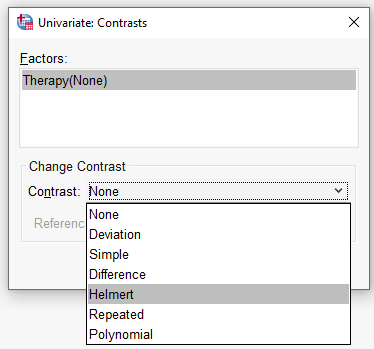 Univariate: Contrasts
Factors:
Therapy(None)
Change Contrast
Contrast: None
None
Deviation
Simple
Difference
Helmert
Repeated
Polynomial